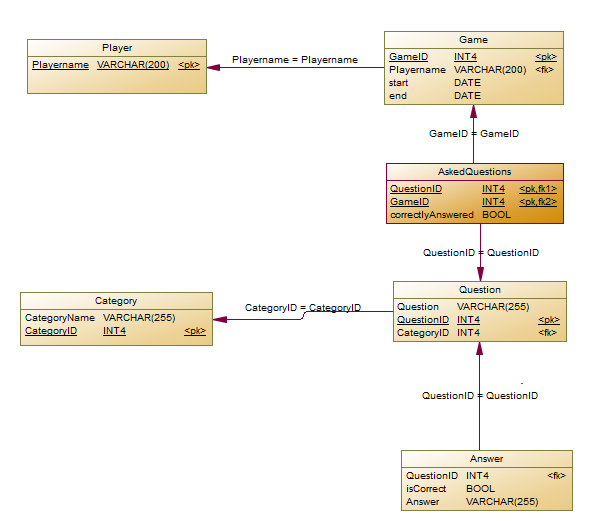 Player
Playername VARCHAR(200) <pk>
Playername = Playername
Game
GameID INT4 <pk>
Playername VARCHAR(200) <fk>
start DATE
end DATE
GameID = GameID
AskedQuestions
QuestionID INT4 <pk,fk1>
GameID INT4 <pk,fk2>
correctlyAnswered BOOL
QuestionID = QuestionID
Category
CategoryName VARCHAR(255)
CategoryID INT4 <pk>
CategoryID = CategoryID
Question
Question VARCHAR(255)
QuestionID INT4 <pk>
CategoryID INT4 <fk>
QuestionID = QuestionID
Answer
QuestionID INT4 <fk>
isCorrect BOOL
Answer VARCHAR(255)